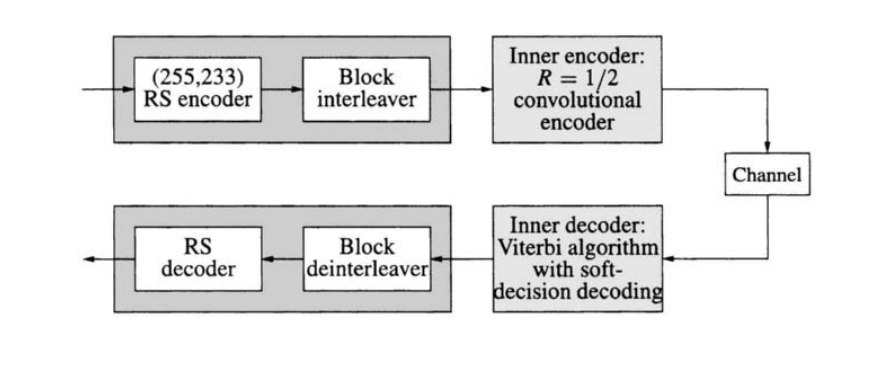 (255,233)
RS encoder
Block
interleaver
Inner encoder:
R = 1/2
convolutional
encoder
Channel
RS
decoder
Block
deinterleaver
Inner decoder:
Viterbi algorithm
with soft-
decision decoding